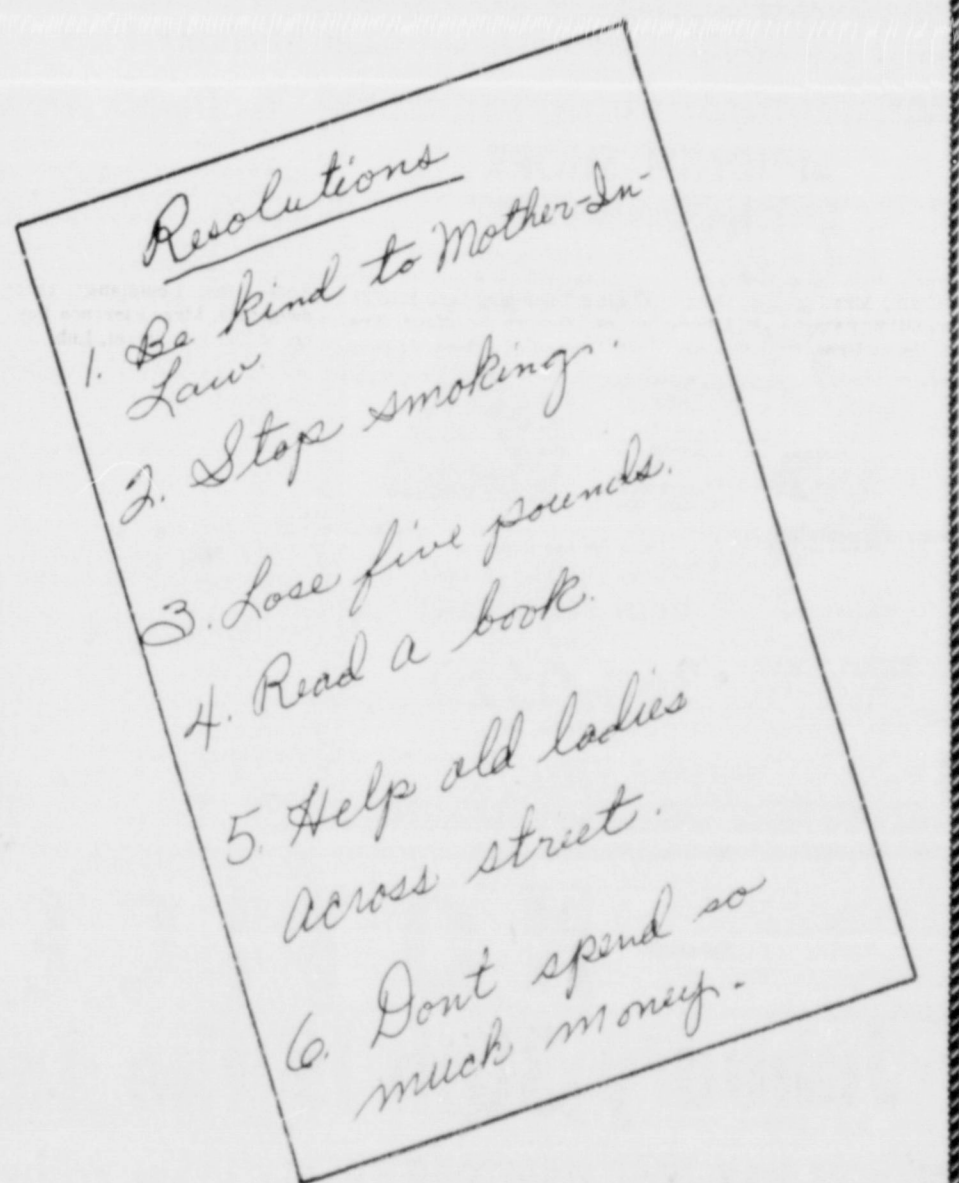 Resolutions
1. Be kind to Mother-In-
Law.
2. Stop smoking.
3. Lose five pounds.
4. Read a book.
5. Help old ladies
across street.
6. Dont spend so
much money.